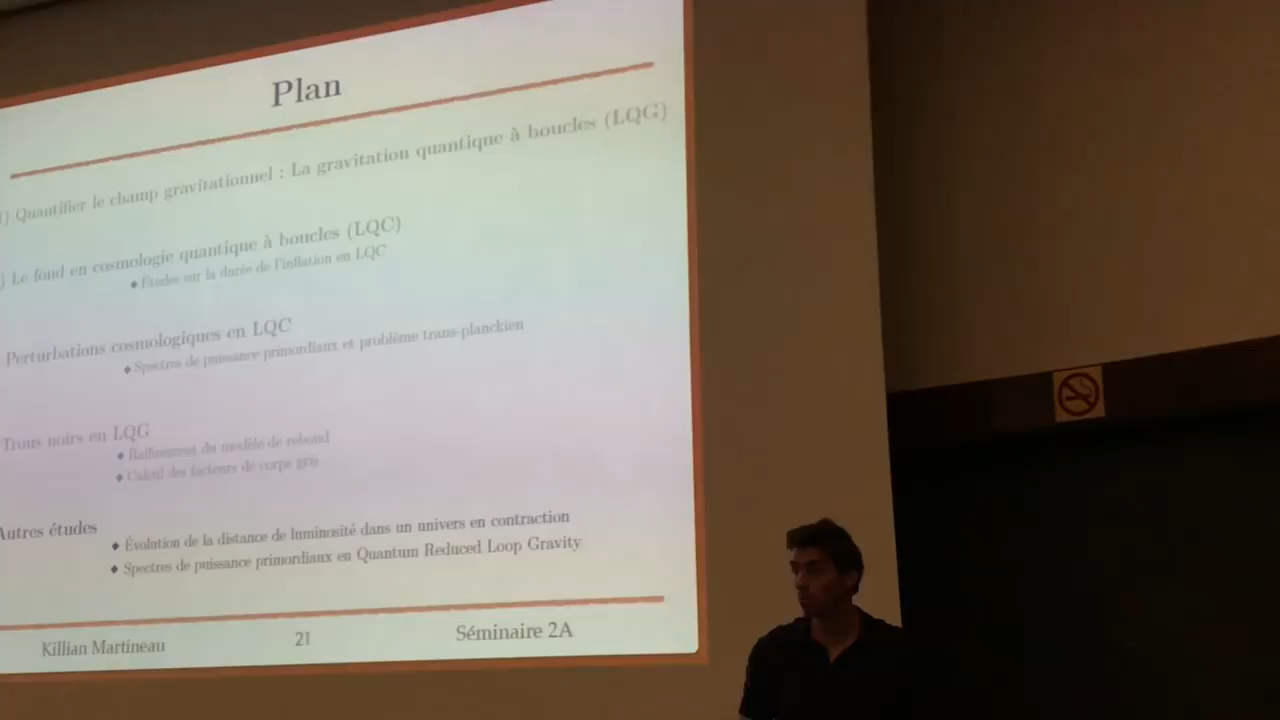 Plan
1) Quantifier le champ gravitationnel : La gravitation quantique à boucles (LQG)
) Le fond en cosmologie quantique à boucles (LQC)
◆ Études sur la durée de l'inflation en LQC
Perturbations cosmologiques en LQC
◆ Spectres de puissance primordiaux et problème trans-planckien
Trous noirs en LQG
◆ Raffinement du modèle de rebond
◆ Calcul des facteurs de corps gris
Autres études
◆ Évolution de la distance de luminosité dans un univers en contraction
◆ Spectres de puissance primordiaux en Quantum Reduced Loop Gravity
Killian Martineau 21 Séminaire 2A